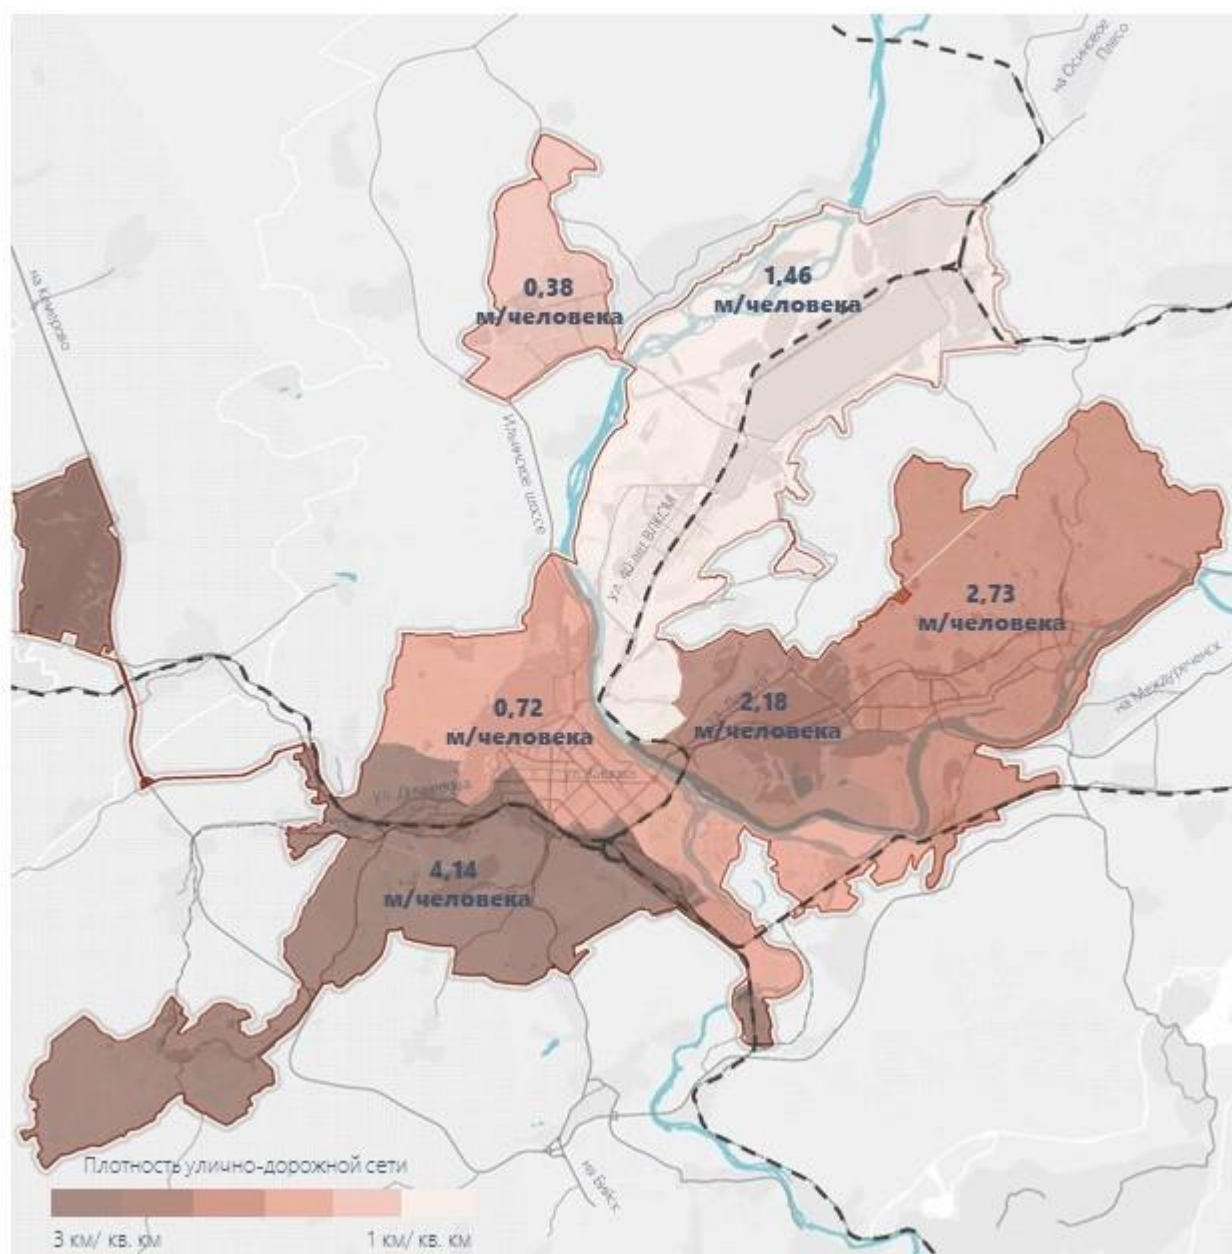 на Осиновое
Плесо
на Кемерово
0,38
м/человека
1,46
м/человека
Ильинское шоссе
ул. 40 лет ВЛКСМ
2,73
м/человека
на Междуреченск
0,72
м/человека
2,18
м/человека
4,14
м/человека
на Бийск
Плотность улично-дорожной сети
3 км/ кв. км
1 км/ кв. км